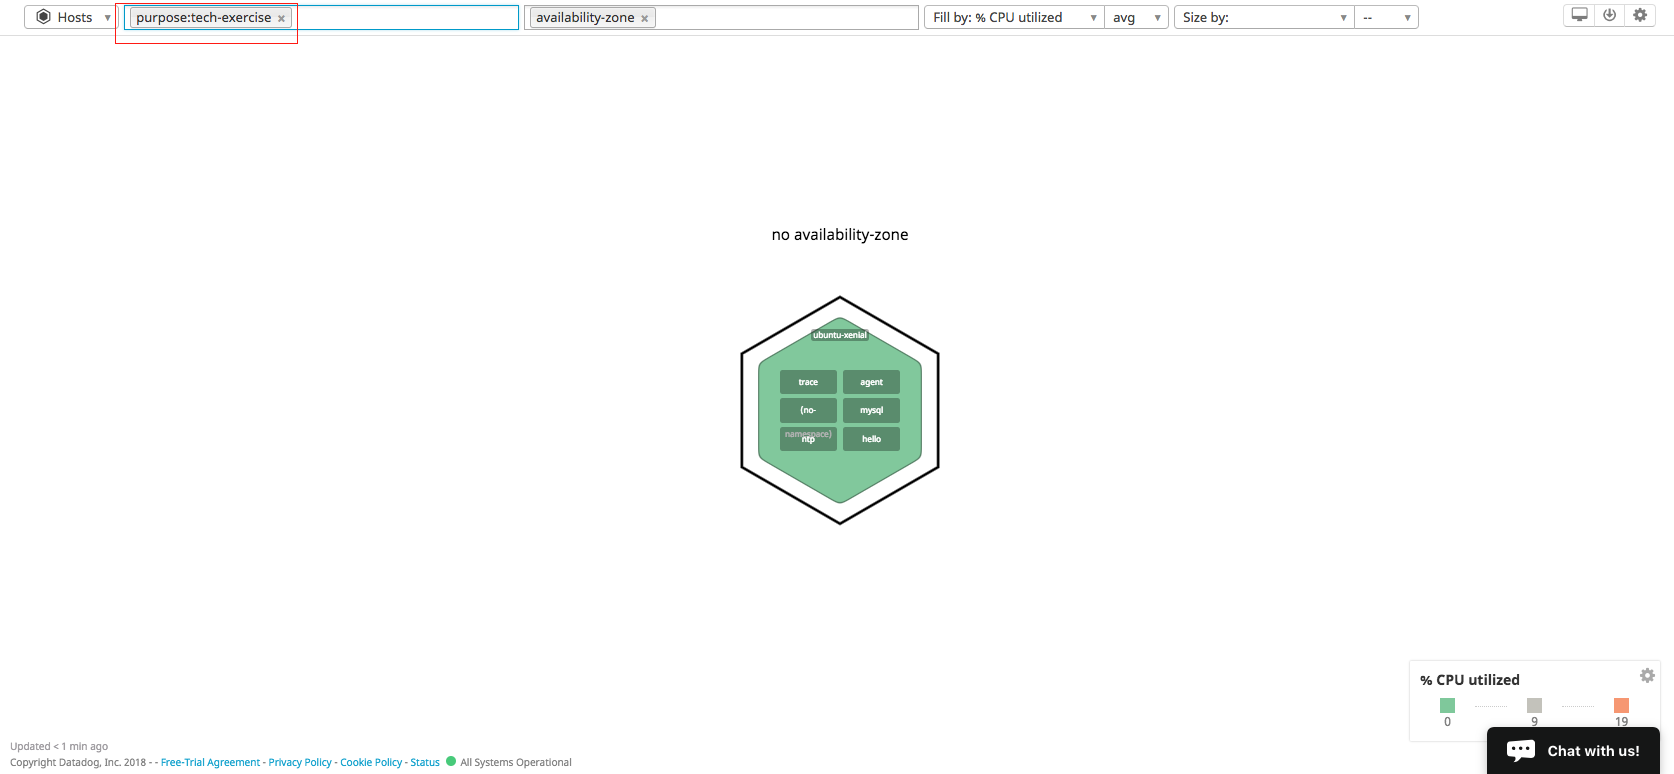 Hosts
purpose:tech-exercise ×
availability-zone ×
Fill by: % CPU utilized
avg
Size by:
--
no availability-zone
ubuntu-xenial
trace
agent
(no-
namespace)
mysql
ntp
hello
% CPU utilized
0
9
19
Chat with us!
Updated < 1 min ago
Copyright Datadog, Inc. 2018 - - Free-Trial Agreement - Privacy Policy - Cookie Policy - Status All Systems Operational